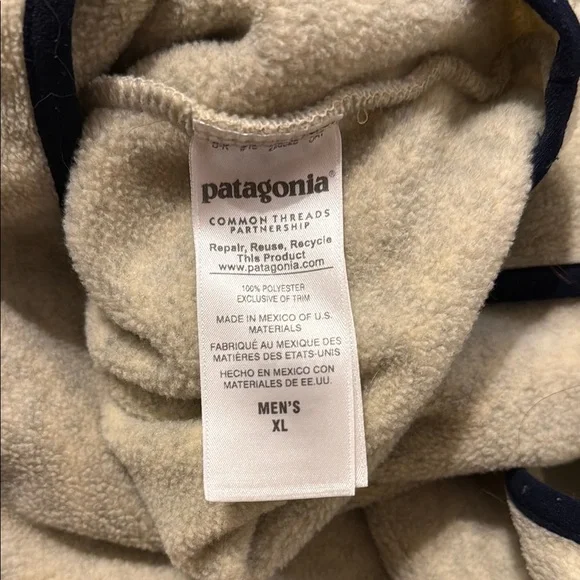 patagonia®
COMMON THREADS
PARTNERSHIP
Repair, Reuse, Recycle
This Product
www.patagonia.com
100% POLYESTER
EXCLUSIVE OF TRIM
MADE IN MEXICO OF U.S.
MATERIALS
FABRIQUÉ AU MEXIQUE DES
MATIÈRES DES ETATS-UNIS
HECHO EN MEXICO CON
MATERIALES DE EE.UU.
MEN'S
XL